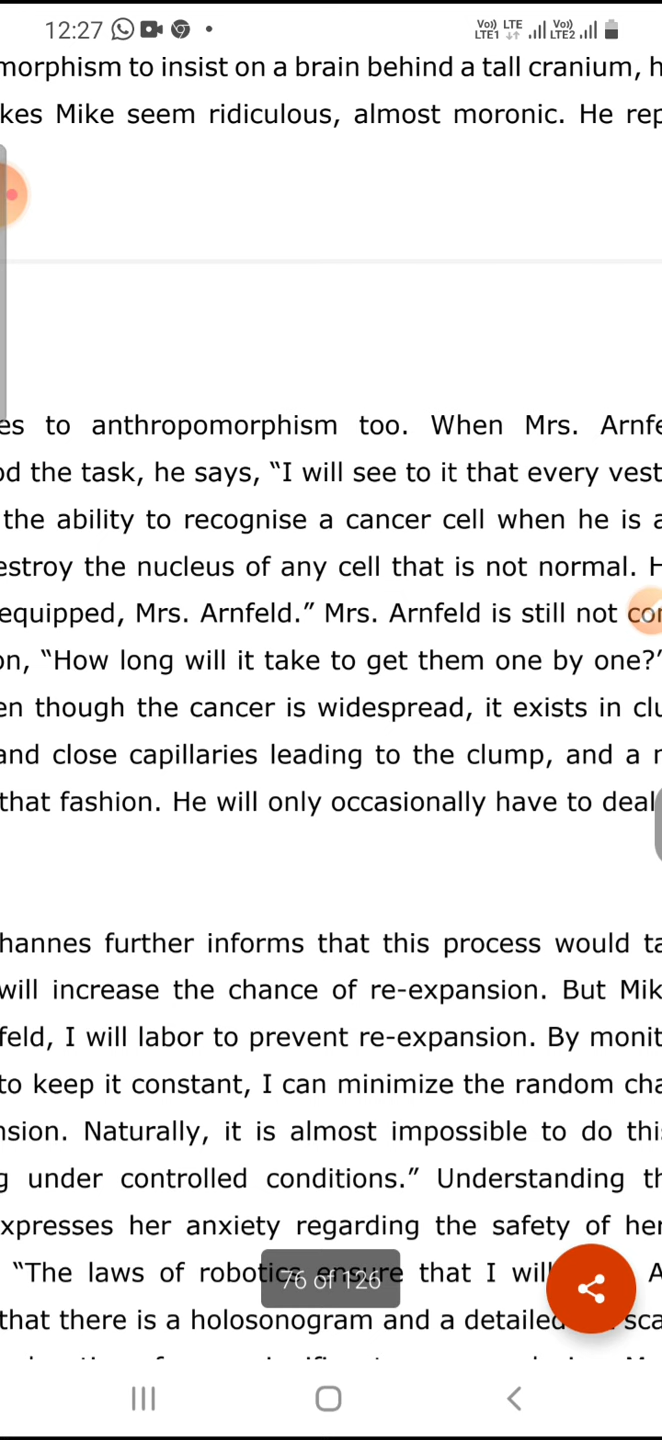 12:27
Vo)) LTE Vo))
LTE1 LTE2
morphism to insist on a brain behind a tall cranium, h
kes Mike seem ridiculous, almost moronic. He rep
es to anthropomorphism too. When Mrs. Arnfe
od the task, he says, “I will see to it that every vest
the ability to recognise a cancer cell when he is a
estroy the nucleus of any cell that is not normal. H
equipped, Mrs. Arnfeld.” Mrs. Arnfeld is still not con
on, “How long will it take to get them one by one?”
en though the cancer is widespread, it exists in clu
and close capillaries leading to the clump, and a
that fashion. He will only occasionally have to deal
hannes further informs that this process would ta
will increase the chance of re-expansion. But Mik
feld, I will labor to prevent re-expansion. By monit
to keep it constant, I can minimize the random cha
nsion. Naturally, it is almost impossible to do this
g under controlled conditions.” Understanding th
xpresses her anxiety regarding the safety of her
“The laws of robotics ensure that I will A
76 of 126
that there is a holosonogram and a detailed sca